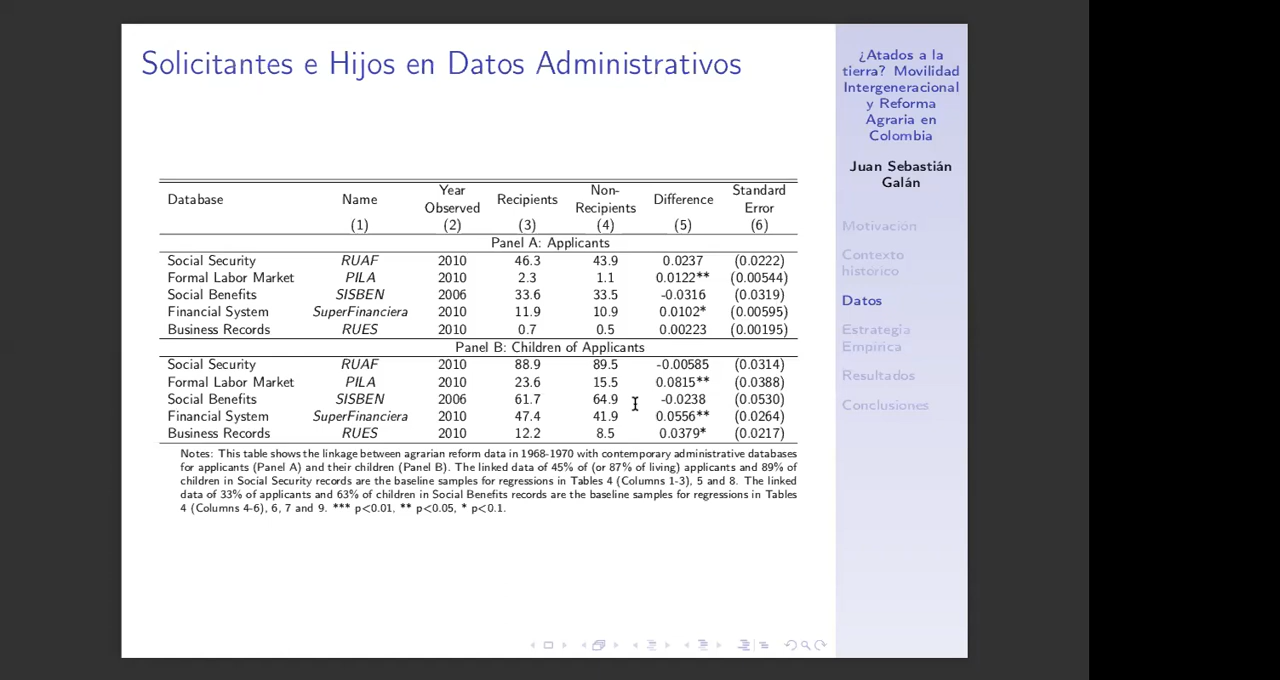 Solicitantes e Hijos en Datos Administrativos
Database Name Year Observed Recipients Non-Recipients Difference Standard Error
(1) (2) (3) (4) (5) (6)
Panel A: Applicants
Social Security RUAF 2010 46.3 43.9 0.0237 (0.0222)
Formal Labor Market PILA 2010 2.3 1.1 0.0122** (0.00544)
Social Benefits SISBEN 2006 33.6 33.5 -0.0316 (0.0319)
Financial System SuperFinanciera 2010 11.9 10.9 0.0102* (0.00595)
Business Records RUES 2010 0.7 0.5 0.00223 (0.00195)
Panel B: Children of Applicants
Social Security RUAF 2010 88.9 89.5 -0.00585 (0.0314)
Formal Labor Market PILA 2010 23.6 15.5 0.0815** (0.0388)
Social Benefits SISBEN 2006 61.7 64.9 -0.0238 (0.0530)
Financial System SuperFinanciera 2010 47.4 41.9 0.0556** (0.0264)
Business Records RUES 2010 12.2 8.5 0.0379* (0.0217)
Notes: This table shows the linkage between agrarian reform data in 1968-1970 with contemporary administrative databases
for applicants (Panel A) and their children (Panel B). The linked data of 45% of (or 87% of living) applicants and 89% of
children in Social Security records are the baseline samples for regressions in Tables 4 (Columns 1-3), 5 and 8. The linked
data of 33% of applicants and 63% of children in Social Benefits records are the baseline samples for regressions in Tables
4 (Columns 4-6), 6, 7 and 9. *** p<0.01, ** p<0.05, * p<0.1.
¿Atados a la
tierra? Movilidad
Intergeneracional
y Reforma
Agraria en
Colombia
Juan Sebastián
Galán
Motivación
Contexto
historico
Datos
Estrategia
Empirica
Resultados
Conclusiones